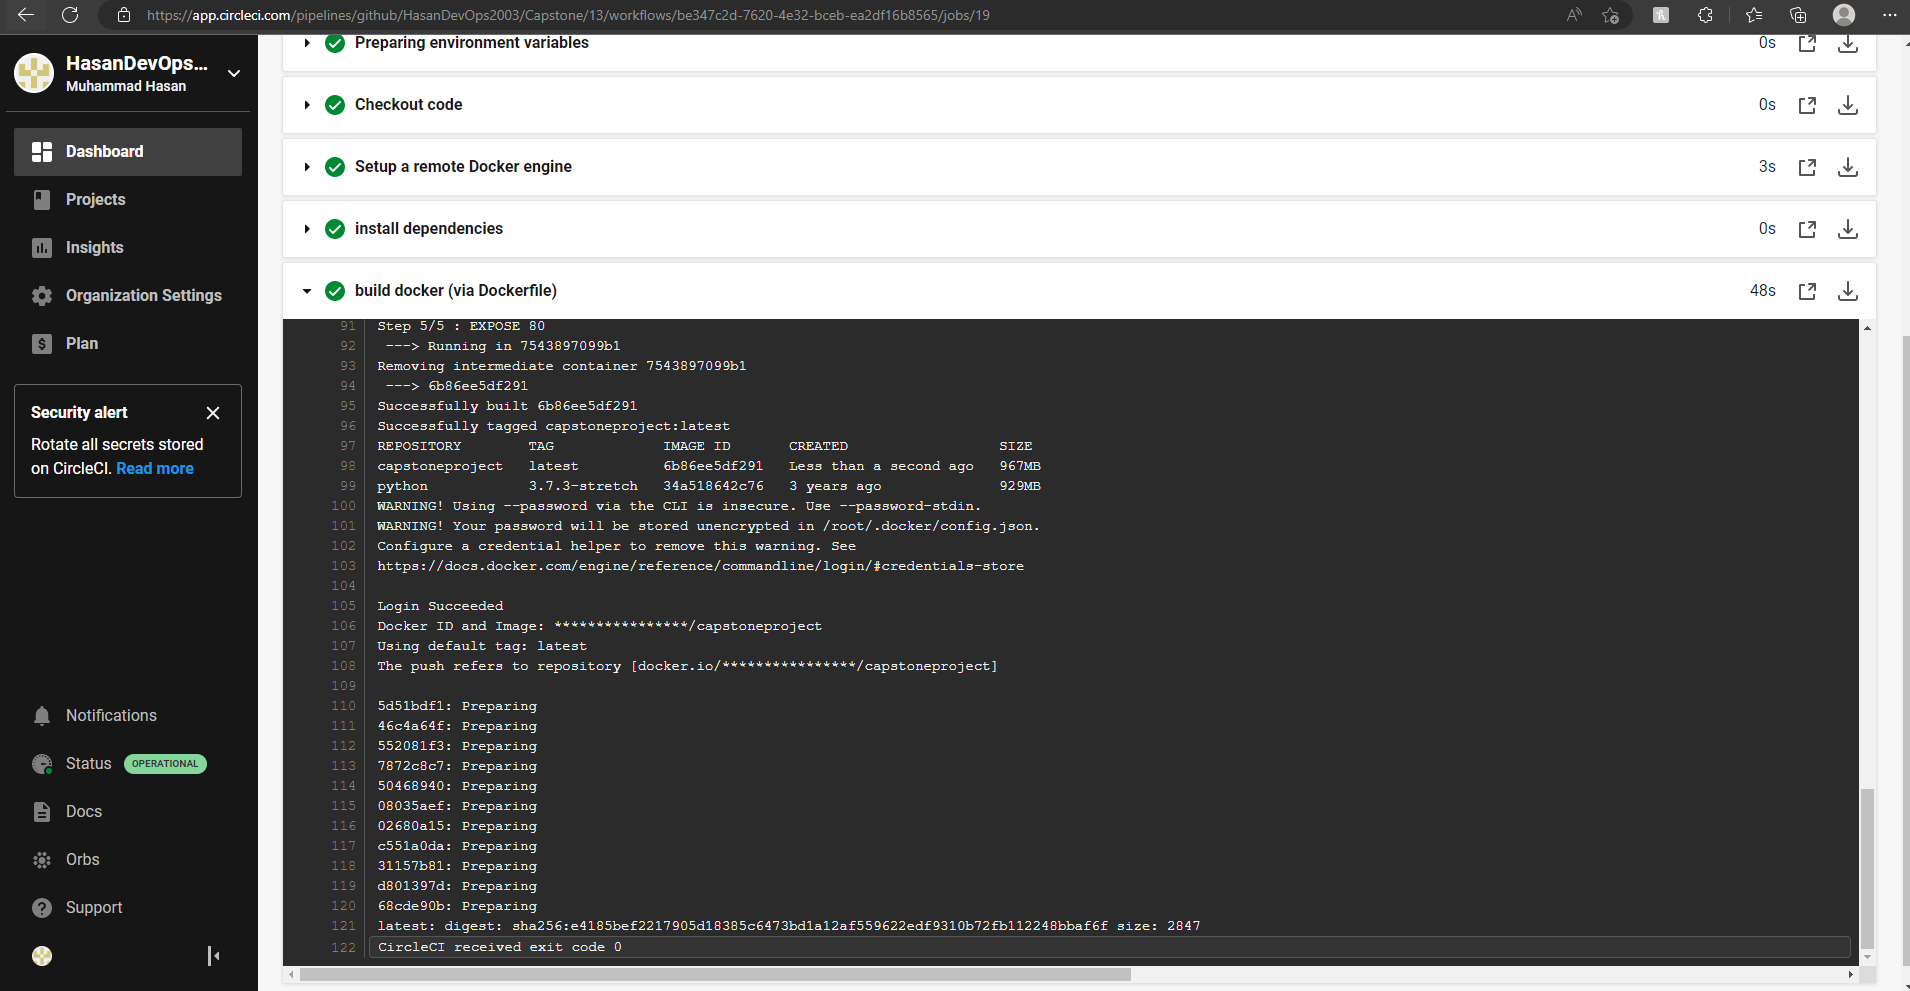 https://app.circleci.com/pipelines/github/HasanDevOps2003/Capstone/13/workflows/be347c2d-7620-4e32-bceb-ea2df16b8565/jobs/19
HasanDevOps...
Muhammad Hasan
Dashboard
Projects
Insights
Organization Settings
Plan
Security alert
Rotate all secrets stored
on CircleCI. Read more
Notifications
Status OPERATIONAL
Docs
Orbs
Support
Preparing environment variables 0s
Checkout code 0s
Setup a remote Docker engine 3s
install dependencies 0s
build docker (via Dockerfile) 48s
91 Step 5/5 : EXPOSE 80
92 ---> Running in 7543897099b1
93 Removing intermediate container 7543897099b1
94 ---> 6b86ee5df291
95 Successfully built 6b86ee5df291
96 Successfully tagged capstoneproject:latest
97 REPOSITORY TAG IMAGE ID CREATED SIZE
98 capstoneproject latest 6b86ee5df291 Less than a second ago 967MB
99 python 3.7.3-stretch 34a518642c76 3 years ago 929MB
100 WARNING! Using --password via the CLI is insecure. Use --password-stdin.
101 WARNING! Your password will be stored unencrypted in /root/.docker/config.json.
102 Configure a credential helper to remove this warning. See
103 https://docs.docker.com/engine/reference/commandline/login/#credentials-store
104
105 Login Succeeded
106 Docker ID and Image: ****************/capstoneproject
107 Using default tag: latest
108 The push refers to repository [docker.io/****************/capstoneproject]
109
110 5d51bdf1: Preparing
111 46c4a64f: Preparing
112 552081f3: Preparing
113 7872c8c7: Preparing
114 50468940: Preparing
115 08035aef: Preparing
116 02680a15: Preparing
117 c551a0da: Preparing
118 31157b81: Preparing
119 d801397d: Preparing
120 68cde90b: Preparing
121 latest: digest: sha256:e4185bef2217905d18385c6473bd1a12af559622edf9310b72fb112248bbaf6f size: 2847
122 CircleCI received exit code 0